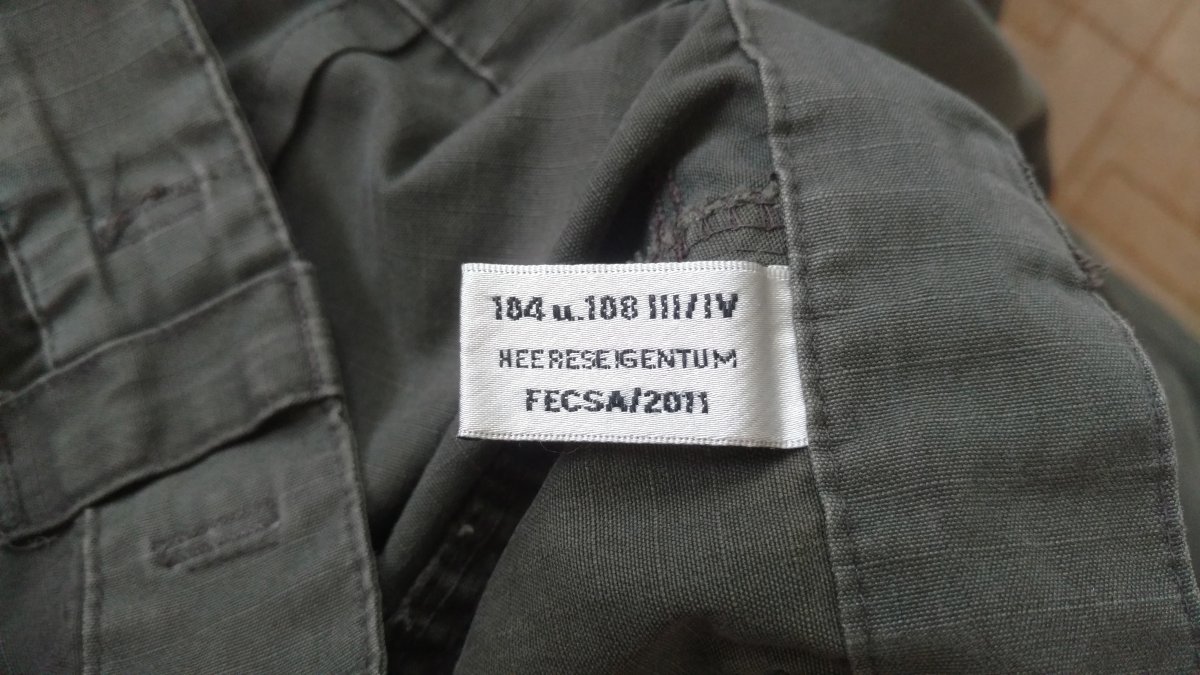 104 u.108 III/IV
HEERESEIGENTUM
FECSA/2011